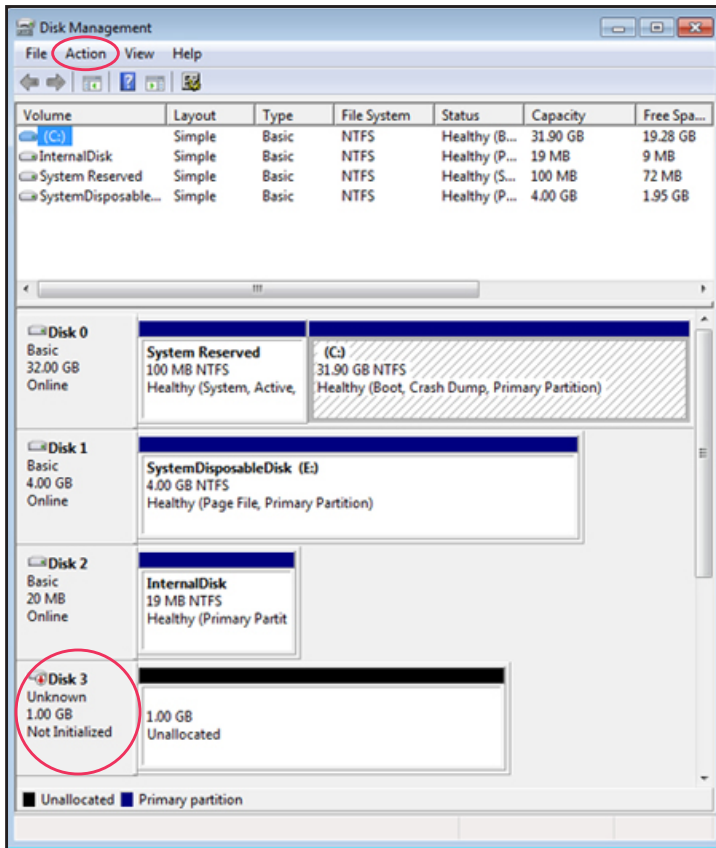 Disk Management
File Action View Help
Volume Layout Type File System Status Capacity Free Spa...
(C:) Simple Basic NTFS Healthy (B... 31.90 GB 19.28 GB
InternalDisk Simple Basic NTFS Healthy (P... 19 MB 9 MB
System Reserved Simple Basic NTFS Healthy (S... 100 MB 72 MB
SystemDisposable... Simple Basic NTFS Healthy (P... 4.00 GB 1.95 GB
Disk 0
Basic
32.00 GB
Online
System Reserved
100 MB NTFS
Healthy (System, Active,
(C:)
31.90 GB NTFS
Healthy (Boot, Crash Dump, Primary Partition)
Disk 1
Basic
4.00 GB
Online
SystemDisposableDisk (E:)
4.00 GB NTFS
Healthy (Page File, Primary Partition)
Disk 2
Basic
20 MB
Online
InternalDisk
19 MB NTFS
Healthy (Primary Partit
Disk 3
Unknown
1.00 GB
Not Initialized
1.00 GB
Unallocated
Unallocated Primary partition